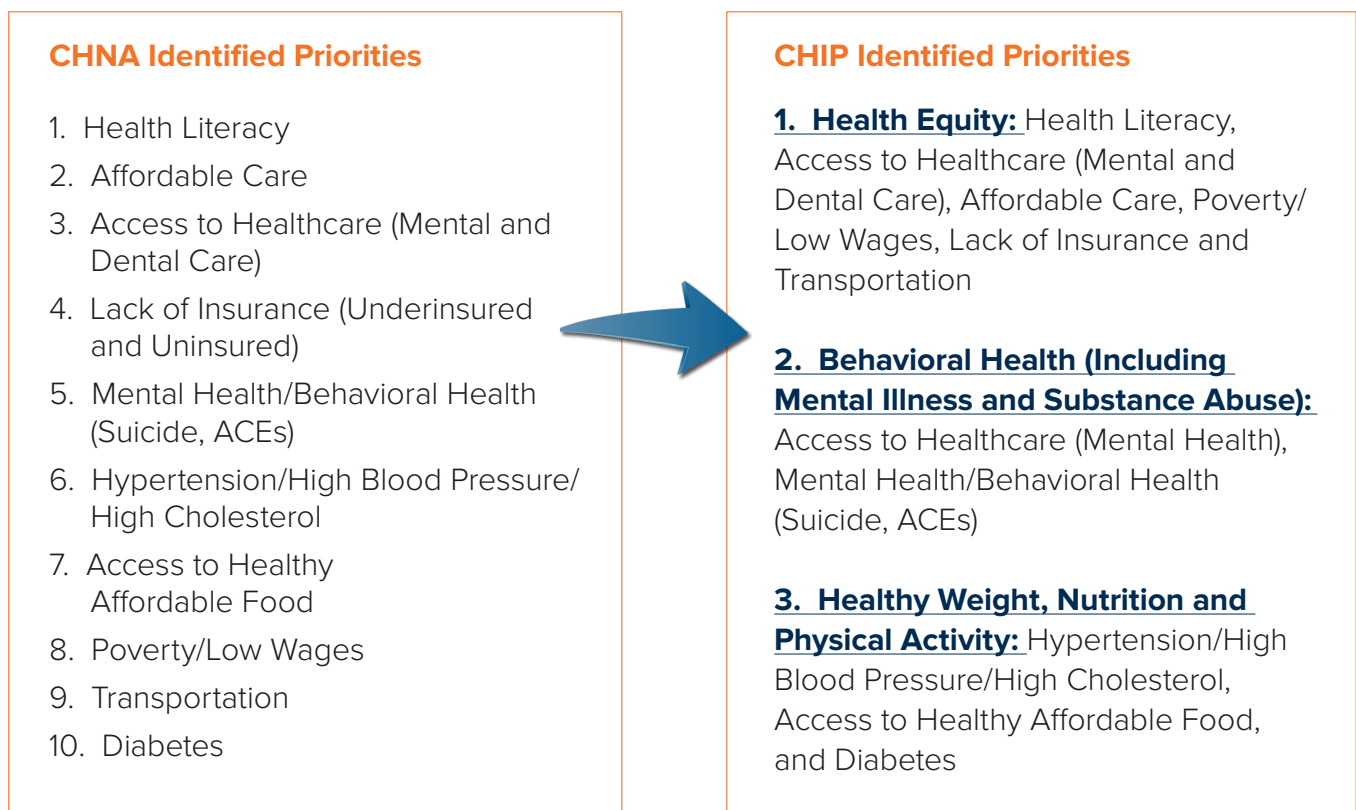 CHNA Identified Priorities
1. Health Literacy
2. Affordable Care
3. Access to Healthcare (Mental and
Dental Care)
4. Lack of Insurance (Underinsured
and Uninsured)
5. Mental Health/Behavioral Health
(Suicide, ACEs)
6. Hypertension/High Blood Pressure/
High Cholesterol
7. Access to Healthy
Affordable Food
8. Poverty/Low Wages
9. Transportation
10. Diabetes
CHIP Identified Priorities
1. Health Equity: Health Literacy,
Access to Healthcare (Mental and
Dental Care), Affordable Care, Poverty/
Low Wages, Lack of Insurance and
Transportation
2. Behavioral Health (Including
Mental Illness and Substance Abuse):
Access to Healthcare (Mental Health),
Mental Health/Behavioral Health
(Suicide, ACEs)
3. Healthy Weight, Nutrition and
Physical Activity: Hypertension/High
Blood Pressure/High Cholesterol,
Access to Healthy Affordable Food,
and Diabetes